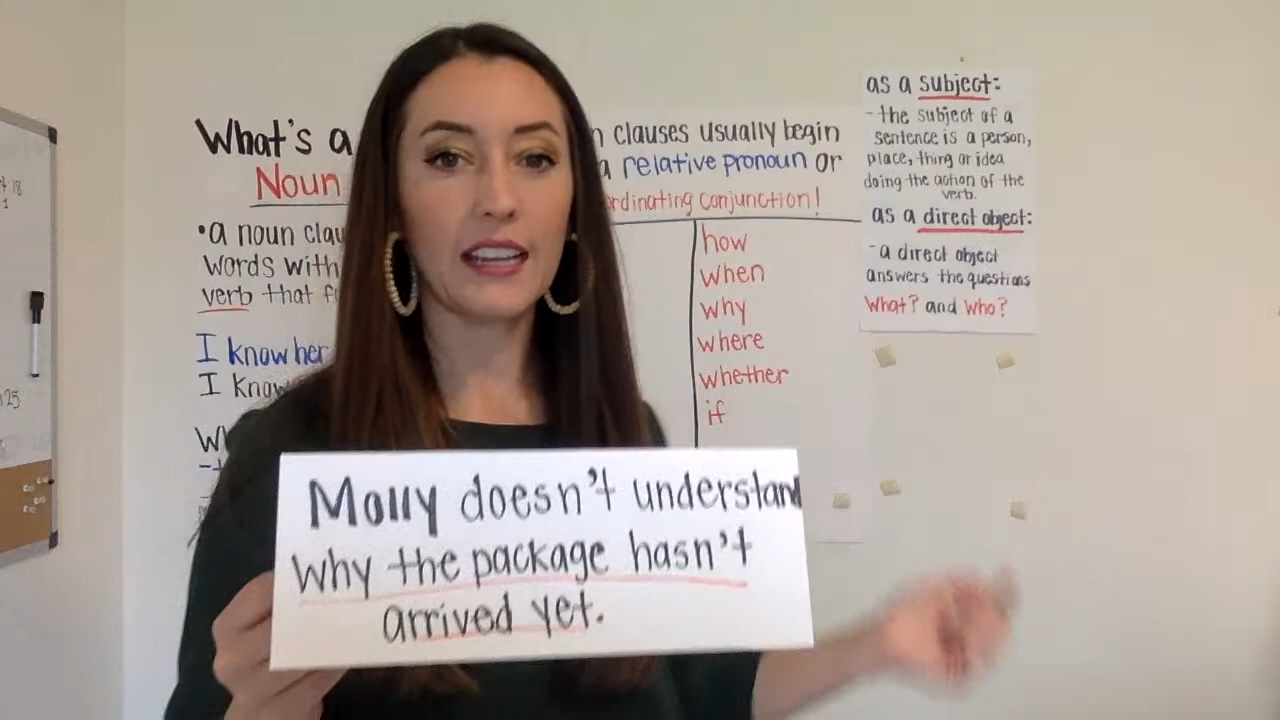 What's a
Noun
•a noun
words with
verb that
I know her
I know
clauses usually begin
a relative pronoun or
conjunction!
how
when
why
where
whether
if
as a subject:
- the subject of a
sentence is a person,
place, thing or idea
doing the action of the
verb.
as a direct object:
- a direct object
answers the questions
What? and Who?
Molly doesn't understand
why the package hasn't
arrived yet.